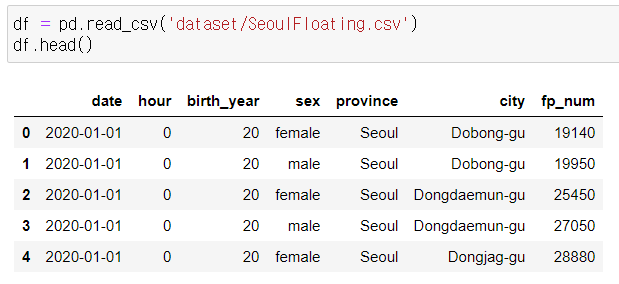 df = pd.read_csv('dataset/SeoulFloating.csv')
df.head()
date hour birth_year sex province city fp_num
0 2020-01-01 0 20 female Seoul Dobong-gu 19140
1 2020-01-01 0 20 male Seoul Dobong-gu 19950
2 2020-01-01 0 20 female Seoul Dongdaemun-gu 25450
3 2020-01-01 0 20 male Seoul Dongdaemun-gu 27050
4 2020-01-01 0 20 female Seoul Dongjag-gu 28880